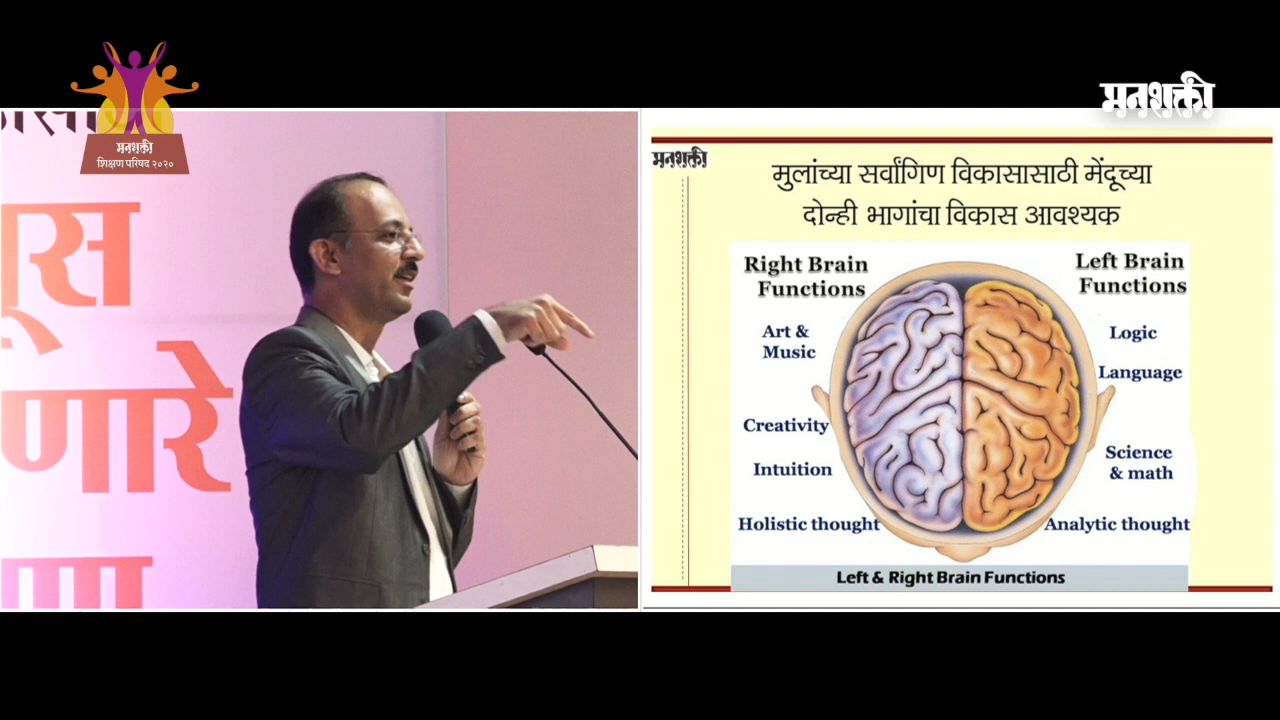 मनशक्ती
शिक्षण परिषद २०२०
मनशक्ती
णारे
मनशक्ती
मुलांच्या सर्वांगिण विकासासाठी मेंदूच्या
दोन्ही भागांचा विकास आवश्यक
Right Brain
Functions
Art &
Music
Creativity
Intuition
Holistic thought
Left Brain
Functions
Logic
Language
Science
& math
Analytic thought
Left & Right Brain Functions